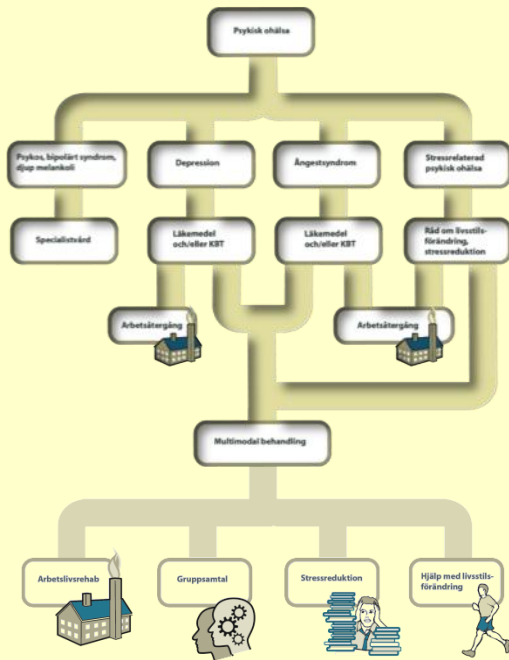 Psykisk ohälsa
Psykos, bipolärt syndrom,
djup melankoli
Depression
Ångestsyndrom
Stressrelaterad
psykisk ohälsa
Specialistvård
Läkemedel
och/eller KBT
Läkemedel
och/eller KBT
Råd om livsstils-
förändring,
stressreduktion
Arbetsåtergång
Arbetsåtergång
Multimodal behandling
Arbetslivsrehab
Gruppsamtal
Stressreduktion
Hjälp med livsstils-
förändring